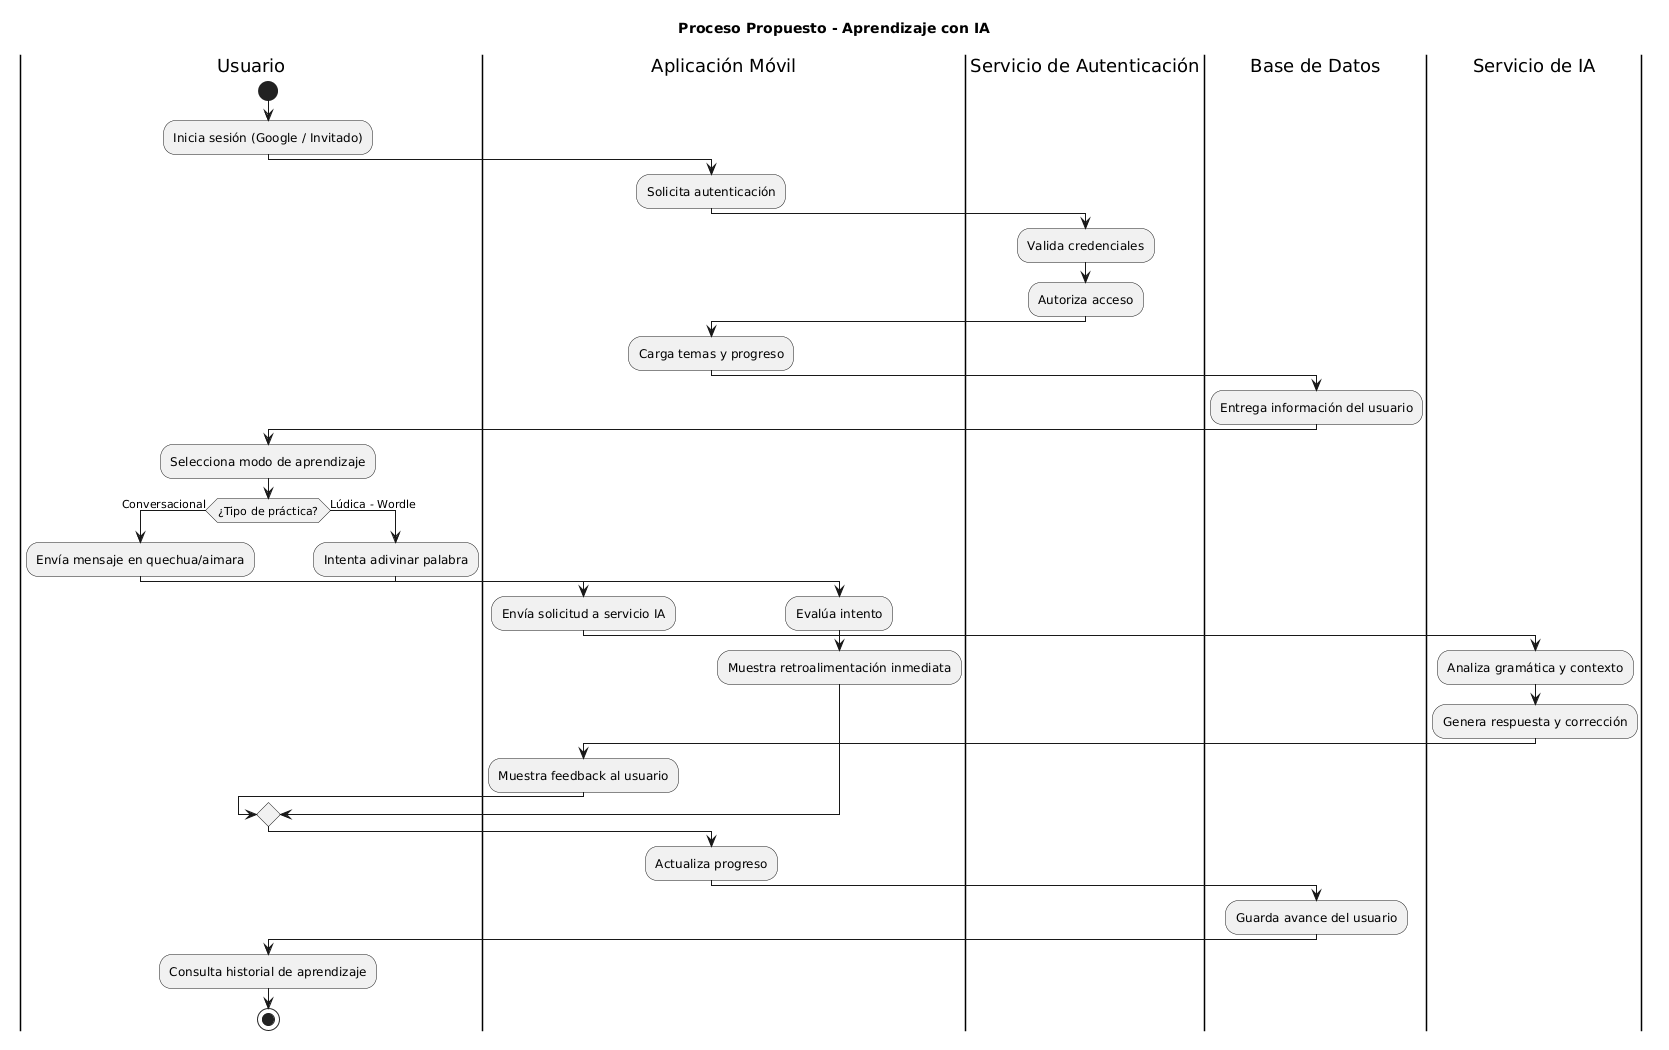 Proceso Propuesto - Aprendizaje con IA
Usuario
Aplicación Móvil
Servicio de Autenticación
Base de Datos
Servicio de IA
Inicia sesión (Google / Invitado)
Solicita autenticación
Valida credenciales
Autoriza acceso
Carga temas y progreso
Entrega información del usuario
Selecciona modo de aprendizaje
Conversacional
¿Tipo de práctica?
Lúdica - Wordle
Envía mensaje en quechua/aimara
Intenta adivinar palabra
Envía solicitud a servicio IA
Evalúa intento
Muestra retroalimentación inmediata
Analiza gramática y contexto
Genera respuesta y corrección
Muestra feedback al usuario
Actualiza progreso
Guarda avance del usuario
Consulta historial de aprendizaje